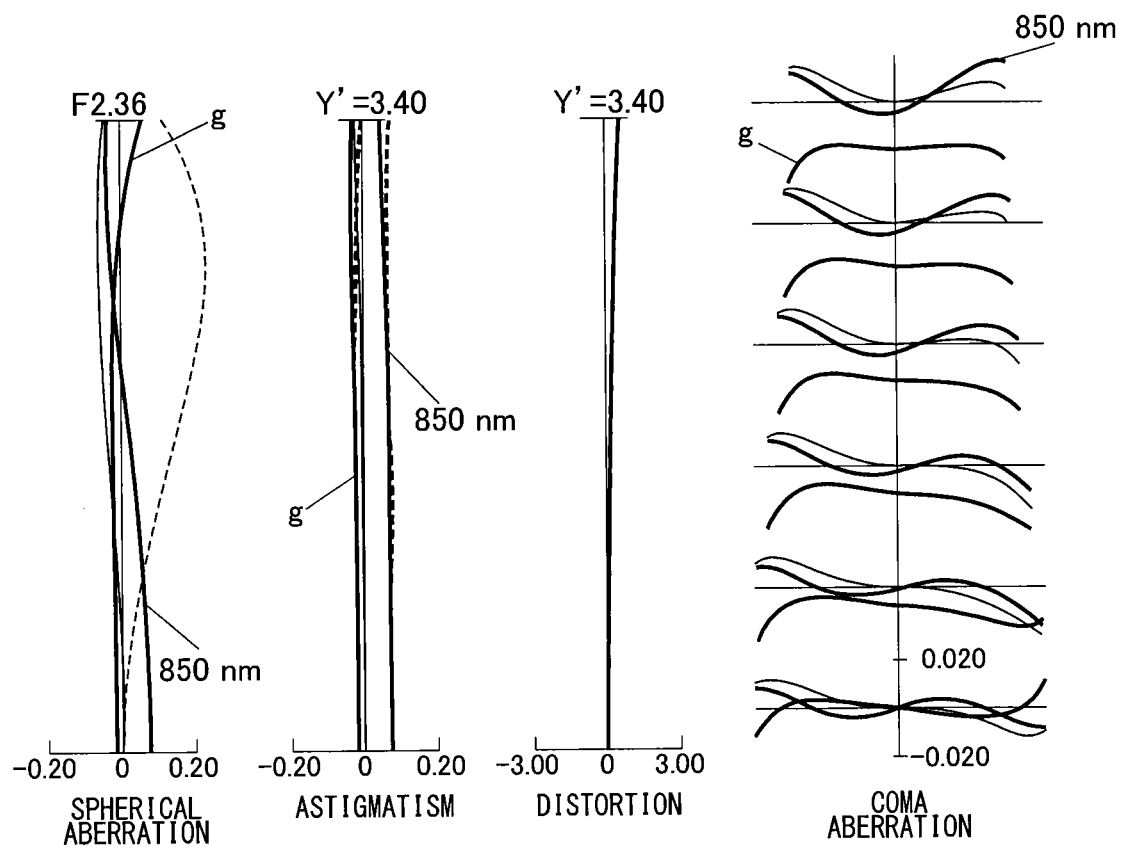 850 nm
F2.36
g
Y'=3.40
Y'=3.40
g
850 nm
g
850 nm
0.020
-0.20 0 0.20
-0.20 0 0.20
-3.00 0 3.00
-0.020
SPHERICAL
ABERRATION
ASTIGMATISM
DISTORTION
COMA
ABERRATION